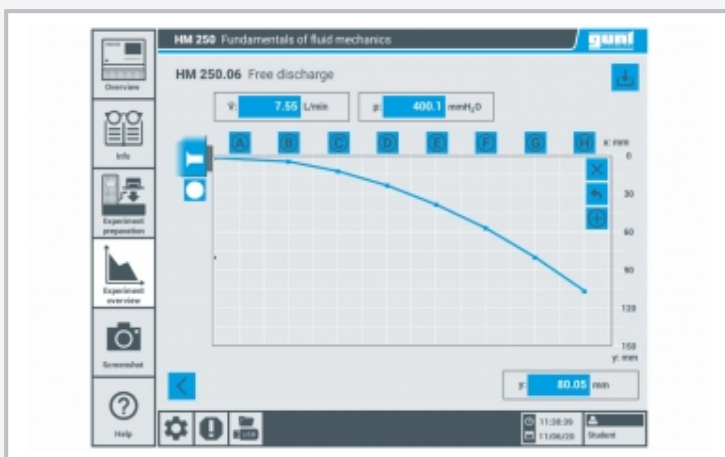 HM 250 Fundamentals of fluid mechanics
gunt
Overview
HM 250.06 Free discharge
V̇: 7.55 L/min
p: 400.1 mmH₂O
A B C D E F G H
x: mm
Info
0
30
60
90
120
150
y: mm
Experiment
preparation
Experiment
overview
Screenshot
y: 80.05 mm
Help
USB
11:38:39
11/06/20
Student